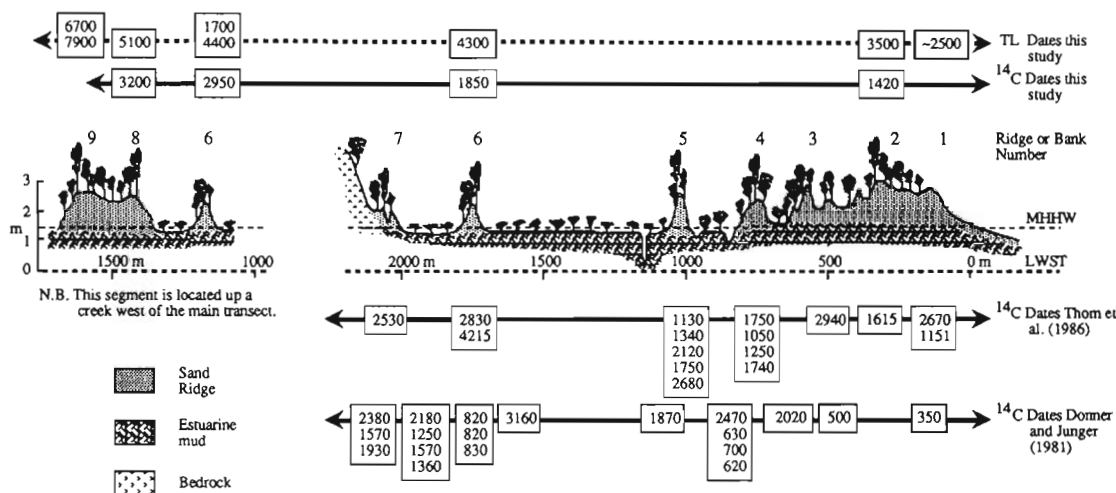 6700 1700
7900 5100 4400 4300 3500 ~2500 TL Dates this study
3200 2950 1850 1420 14C Dates this study
9 8 6 7 6 5 4 3 2 1 Ridge or Bank Number
3
2
m
1
0
MHHW
LWST
1500 m 1000 2000 m 1500 1000 500 0 m
N.B. This segment is located up a
creek west of the main transect.
2530 2830 1130 1750 2940 1615 2670 14C Dates Thom et al. (1986)
4215 1340 1050 1151
2120 1250
1750 1740
2680
Sand Ridge
Estuarine mud
Bedrock
2380 2180 820 3160 1870 2470 2020 500 350 14C Dates Donner and Junger (1981)
1570 1250 820 630
1930 1570 830 700
1360 620